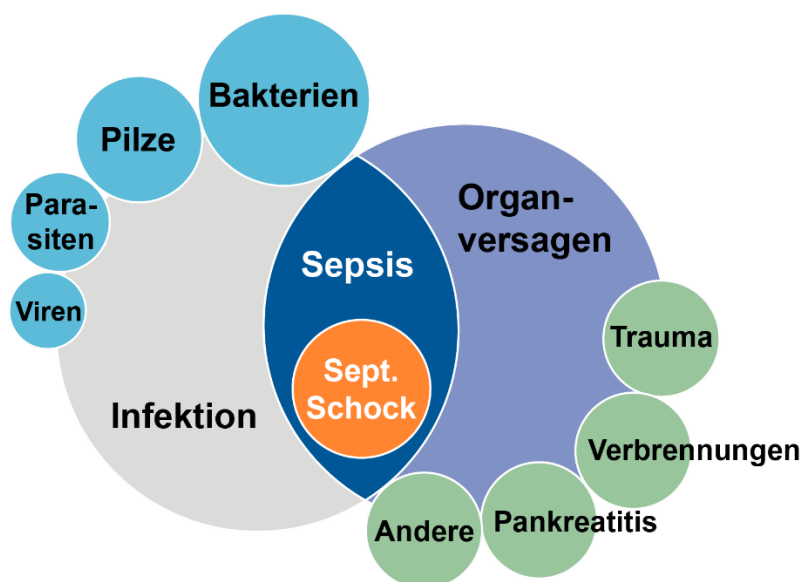 Bakterien
Pilze
Para-
siten
Viren
Infektion
Sepsis
Sept.
Schock
Organ-
versagen
Trauma
Verbrennungen
Pankreatitis
Andere